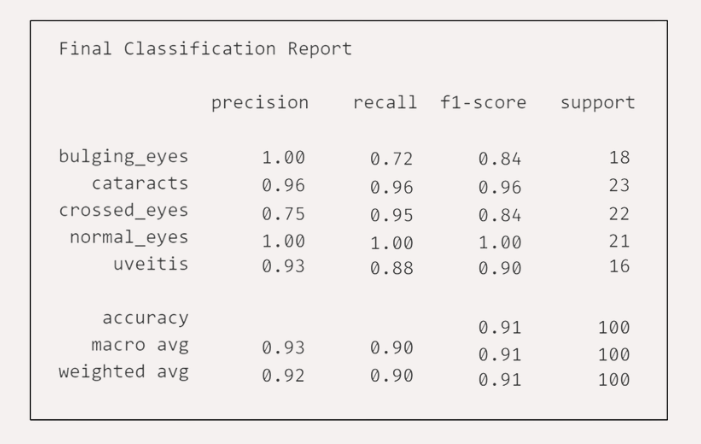 Final Classification Report
precision recall f1-score support
bulging_eyes 1.00 0.72 0.84 18
cataracts 0.96 0.96 0.96 23
crossed_eyes 0.75 0.95 0.84 22
normal_eyes 1.00 1.00 1.00 21
uveitis 0.93 0.88 0.90 16
accuracy 0.91 100
macro avg 0.93 0.90 0.91 100
weighted avg 0.92 0.90 0.91 100